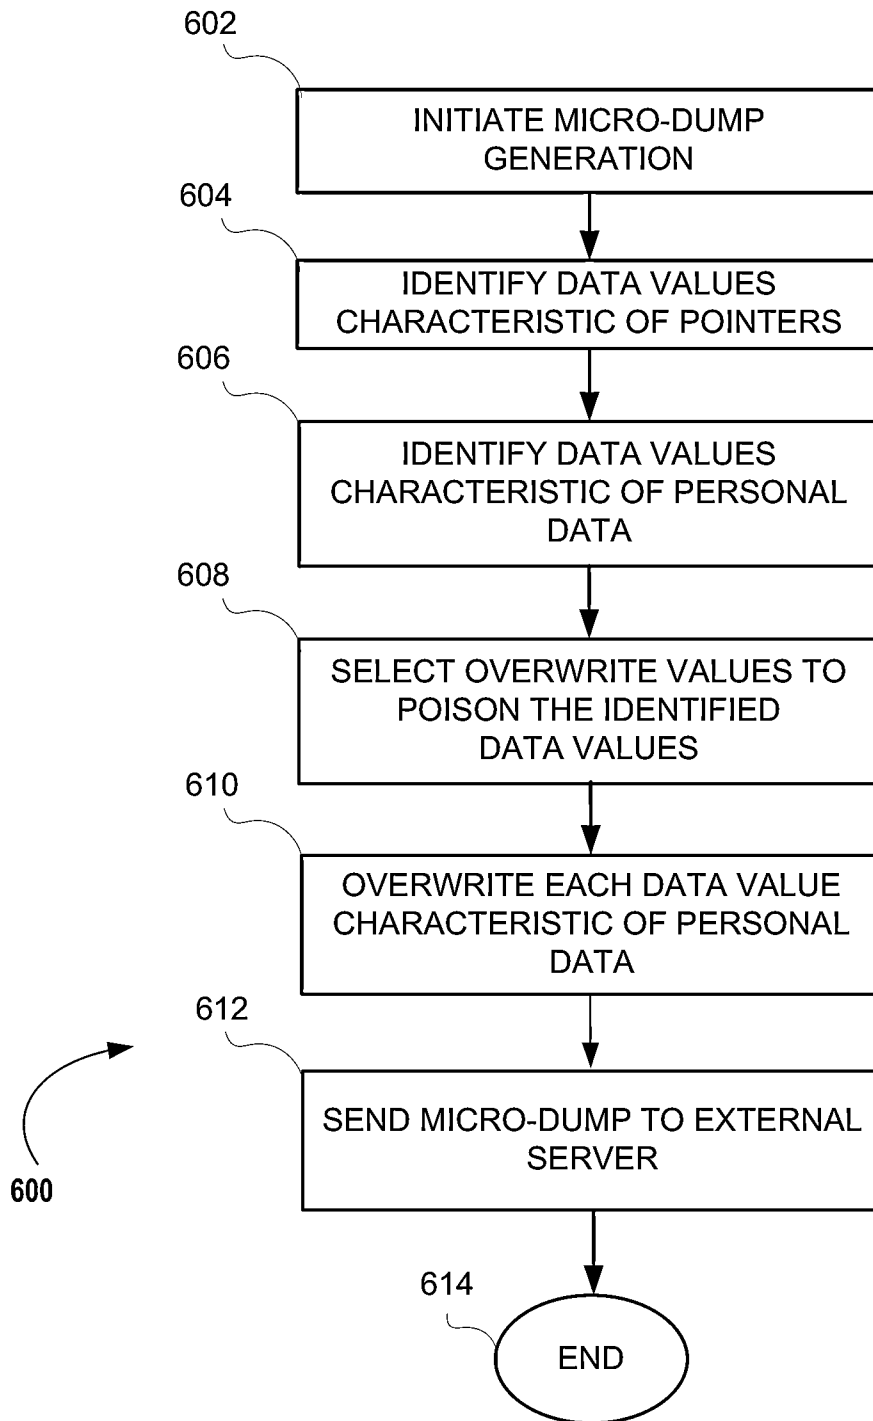 602
INITIATE MICRO-DUMP
GENERATION
604
IDENTIFY DATA VALUES
CHARACTERISTIC OF POINTERS
606
IDENTIFY DATA VALUES
CHARACTERISTIC OF PERSONAL
DATA
608
SELECT OVERWRITE VALUES TO
POISON THE IDENTIFIED
DATA VALUES
610
OVERWRITE EACH DATA VALUE
CHARACTERISTIC OF PERSONAL
DATA
612
SEND MICRO-DUMP TO EXTERNAL
SERVER
600
614
END